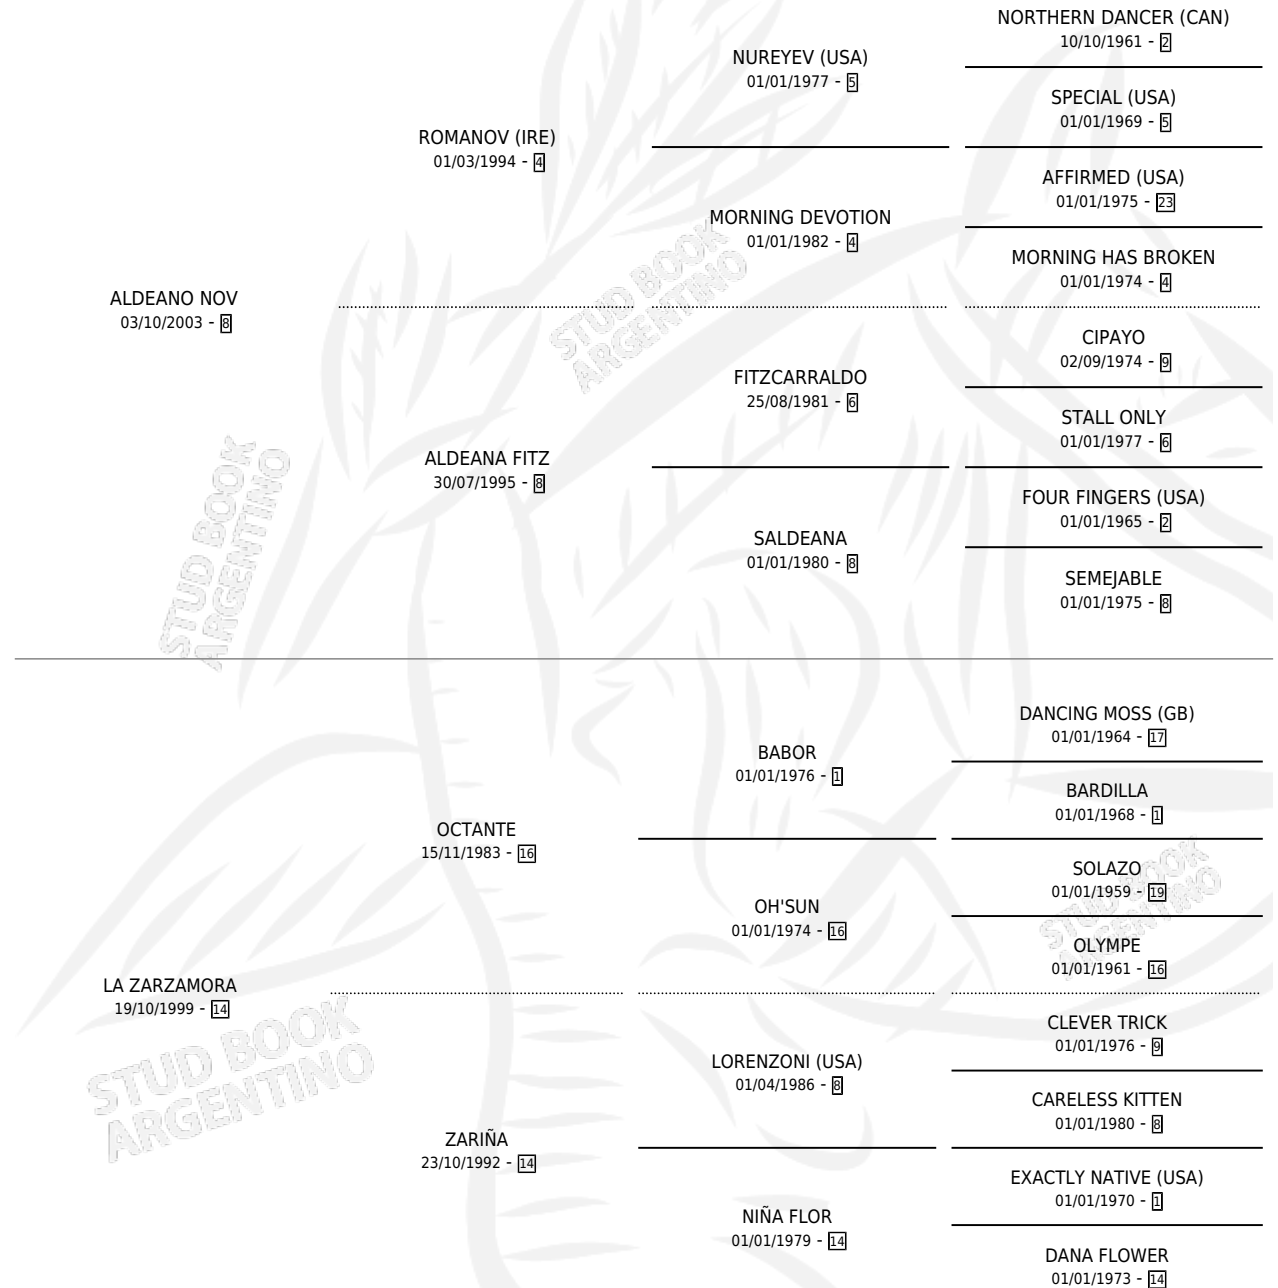 NORTHERN DANCER (CAN)
10/10/1961 - 2
NUREYEV (USA)
01/01/1977 - 5
SPECIAL (USA)
01/01/1969 - 5
ROMANOV (IRE)
01/03/1994 - 4
AFFIRMED (USA)
01/01/1975 - 23
MORNING DEVOTION
01/01/1982 - 4
MORNING HAS BROKEN
01/01/1974 - 4
ALDEANO NOV
03/10/2003 - 8
CIPAYO
02/09/1974 - 9
FITZCARRALDO
25/08/1981 - 6
STALL ONLY
01/01/1977 - 6
ALDEANA FITZ
30/07/1995 - 8
FOUR FINGERS (USA)
01/01/1965 - 2
SALDEANA
01/01/1980 - 8
SEMEJABLE
01/01/1975 - 8
STUD BOOK
ARGENTINO
STUD BOOK
ARGENTINO
DANCING MOSS (GB)
01/01/1964 - 17
BABOR
01/01/1976 - 1
BARDILLA
01/01/1968 - 1
OCTANTE
15/11/1983 - 16
SOLAZO
01/01/1959 - 19
OH'SUN
01/01/1974 - 16
OLYMPE
01/01/1961 - 16
STUD BOOK
ARGENTINO
LA ZARZAMORA
19/10/1999 - 14
CLEVER TRICK
01/01/1976 - 9
LORENZONI (USA)
01/04/1986 - 8
CARELESS KITTEN
01/01/1980 - 8
STUD BOOK
ARGENTINO
ZARIÑA
23/10/1992 - 14
EXACTLY NATIVE (USA)
01/01/1970 - 1
NIÑA FLOR
01/01/1979 - 14
DANA FLOWER
01/01/1973 - 14